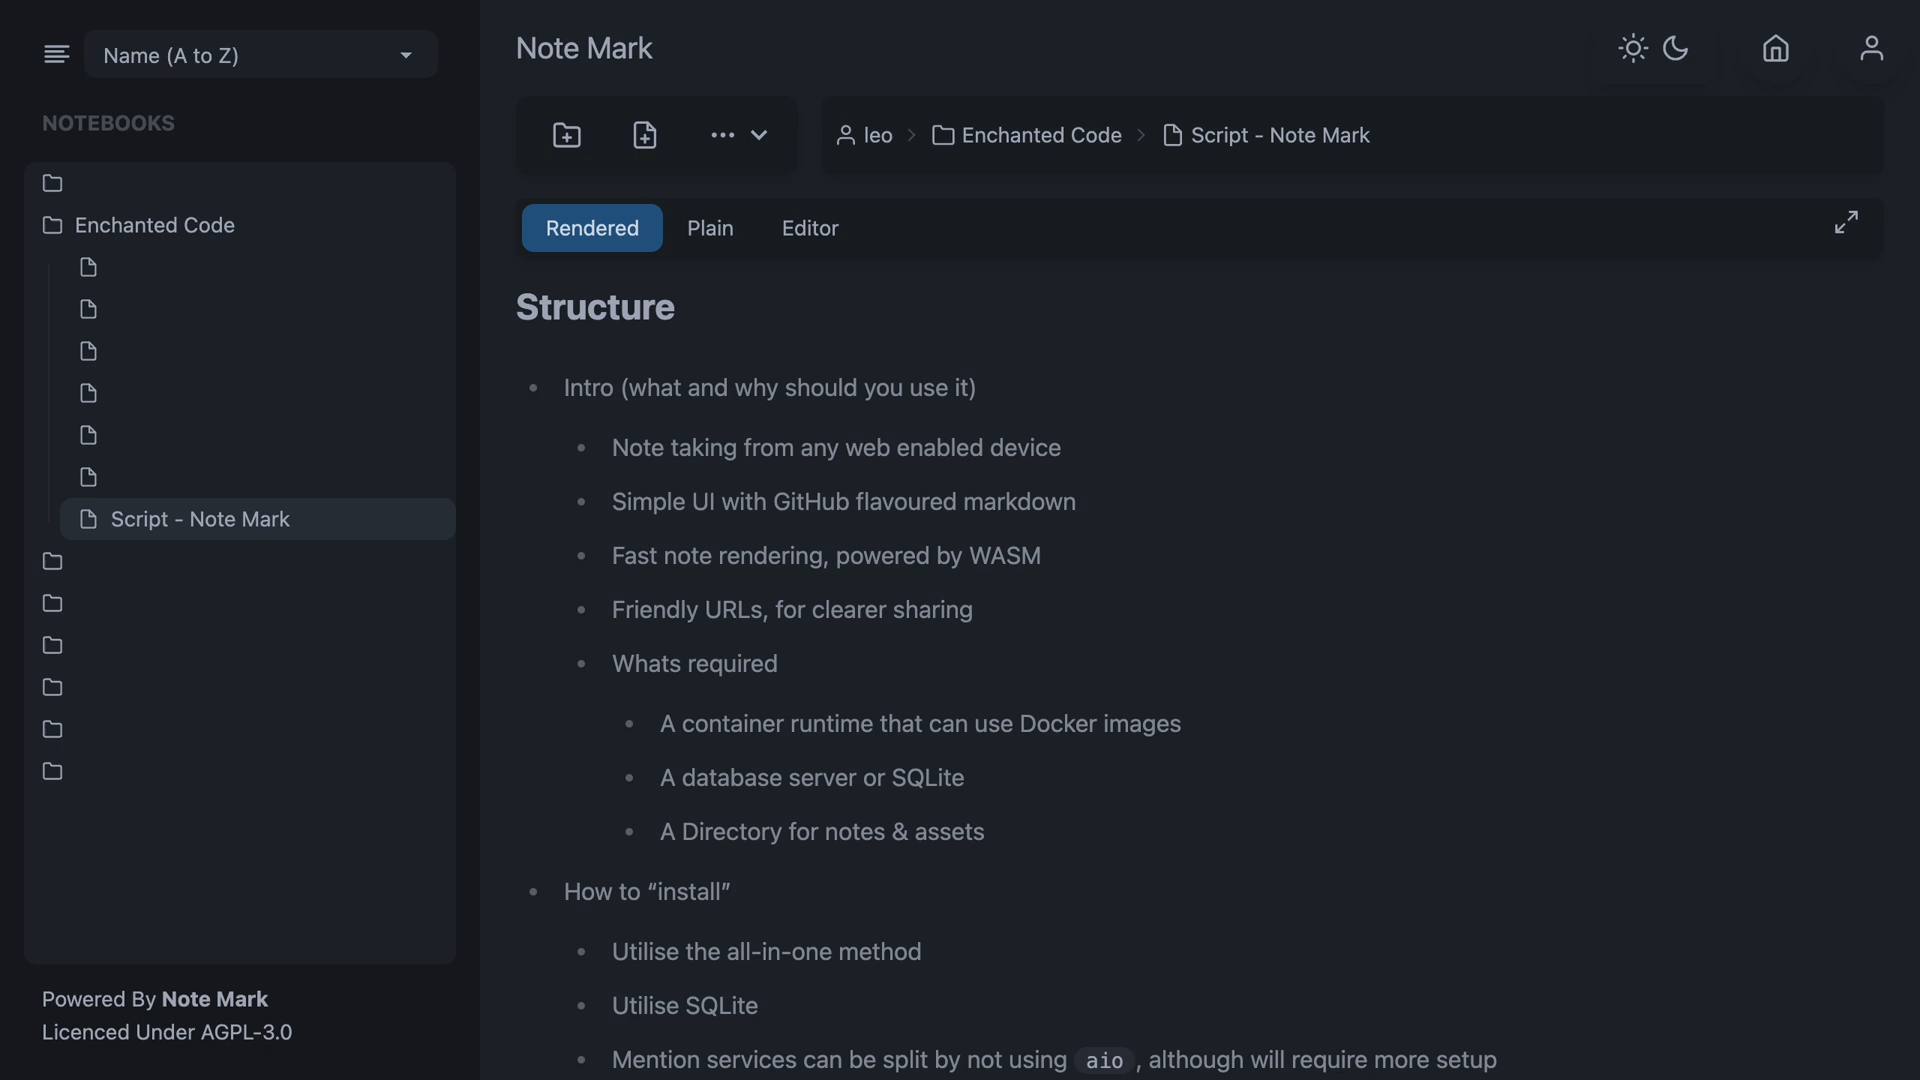 Name (A to Z)
NOTEBOOKS
Enchanted Code
Script - Note Mark
Powered By Note Mark
Licenced Under AGPL-3.0
Note Mark
leo > Enchanted Code > Script - Note Mark
Rendered Plain Editor
Structure
Intro (what and why should you use it)
Note taking from any web enabled device
Simple UI with GitHub flavoured markdown
Fast note rendering, powered by WASM
Friendly URLs, for clearer sharing
Whats required
A container runtime that can use Docker images
A database server or SQLite
A Directory for notes & assets
How to “install”
Utilise the all-in-one method
Utilise SQLite
Mention services can be split by not using aio , although will require more setup